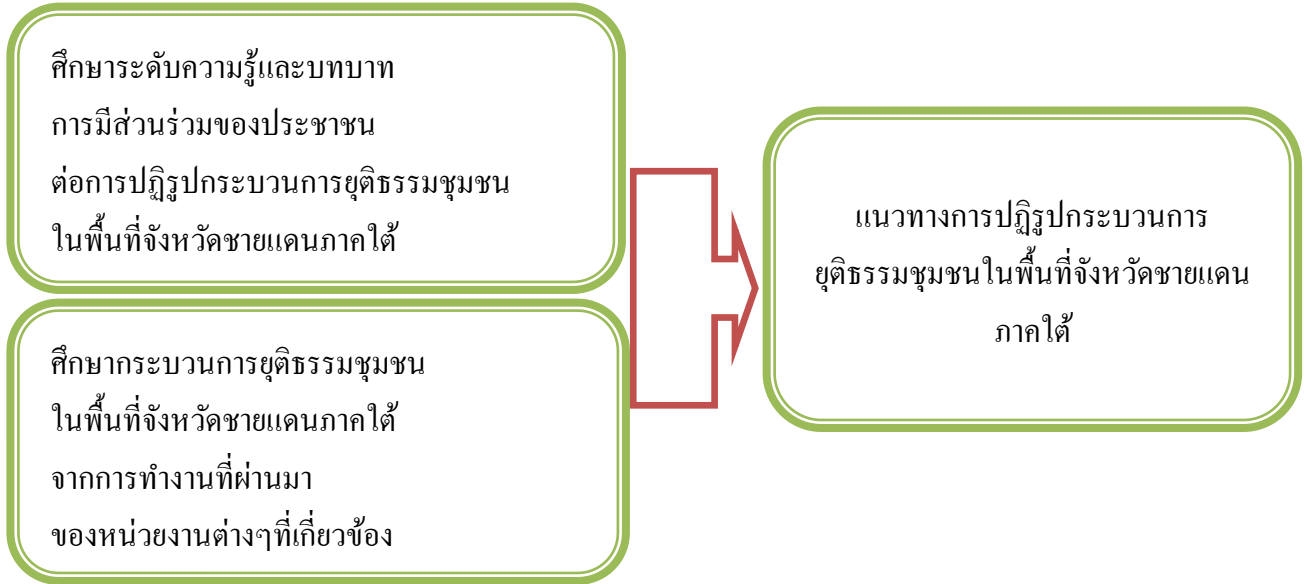 ศึกษาระดับความรู้และบทบาท
การมีส่วนร่วมของประชาชน
ต่อการปฏิรูปกระบวนการยุติธรรมชุมชน
ในพื้นที่จังหวัดชายแดนภาคใต้
ศึกษากระบวนการยุติธรรมชุมชน
ในพื้นที่จังหวัดชายแดนภาคใต้
จากการทำงานที่ผ่านมา
ของหน่วยงานต่างๆที่เกี่ยวข้อง
แนวทางการปฏิรูปกระบวนการ
ยุติธรรมชุมชนในพื้นที่จังหวัดชายแดน
ภาคใต้